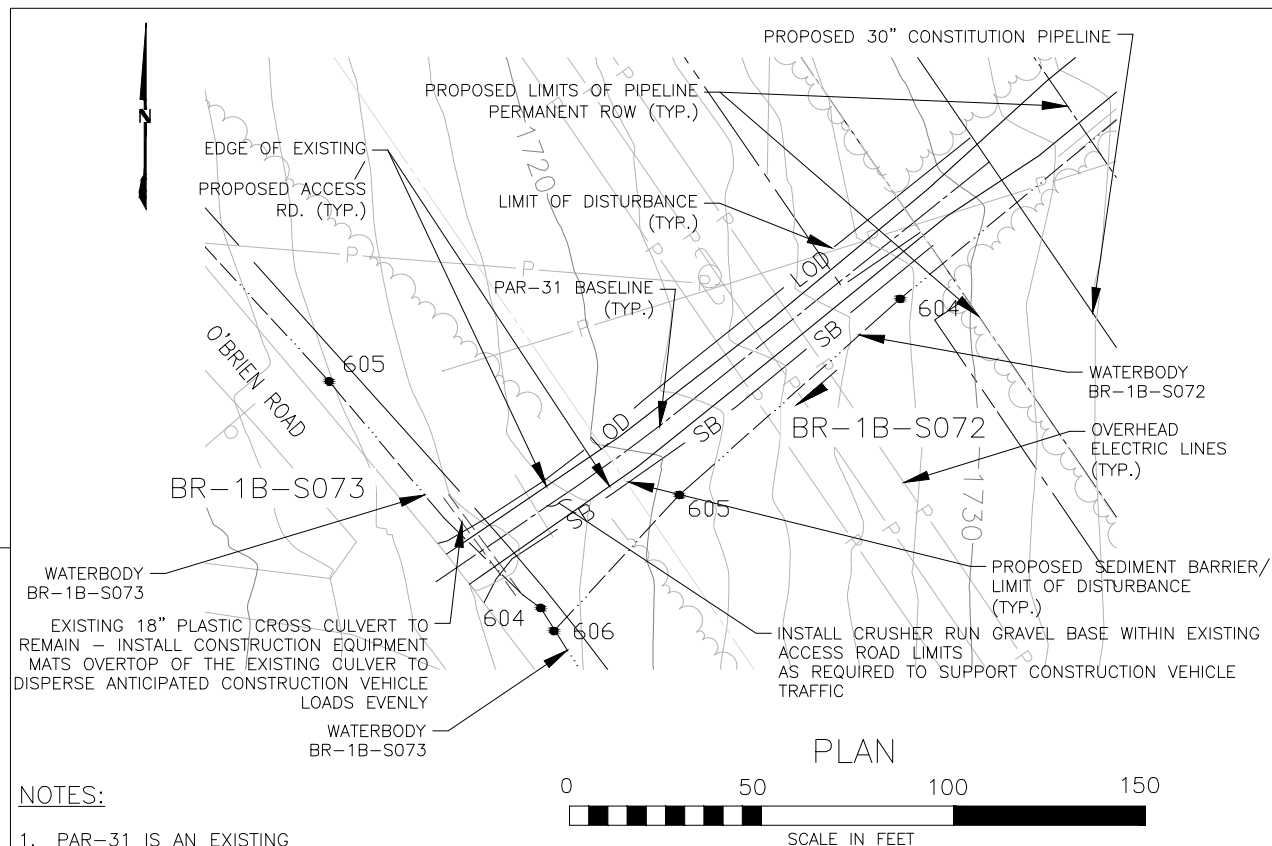 PROPOSED 30" CONSTITUTION PIPELINE
PROPOSED LIMITS OF PIPELINE
PERMANENT ROW (TYP.)
N
EDGE OF EXISTING
PROPOSED ACCESS
RD. (TYP.)
1720
LIMIT OF DISTURBANCE
(TYP.)
P
P
P
P
P
P
P
P
P
P
P
P
P
PAR-31 BASELINE
(TYP.)
LOD
604
SB
O'BRIEN ROAD
605
WATERBODY
BR-1B-S072
OD
SB
BR-1B-S072
OVERHEAD
ELECTRIC LINES
(TYP.)
BR-1B-S073
SB
605
1730
WATERBODY
BR-1B-S073
PROPOSED SEDIMENT BARRIER/
LIMIT OF DISTURBANCE
(TYP.)
604
606
EXISTING 18" PLASTIC CROSS CULVERT TO
REMAIN – INSTALL CONSTRUCTION EQUIPMENT
MATS OVERTOP OF THE EXISTING CULVER TO
DISPERSE ANTICIPATED CONSTRUCTION VEHICLE
LOADS EVENLY
INSTALL CRUSHER RUN GRAVEL BASE WITHIN EXISTING
ACCESS ROAD LIMITS
AS REQUIRED TO SUPPORT CONSTRUCTION VEHICLE
TRAFFIC
WATERBODY
BR-1B-S073
PLAN
0 50 100 150
SCALE IN FEET
NOTES:
1. PAR-31 IS AN EXISTING